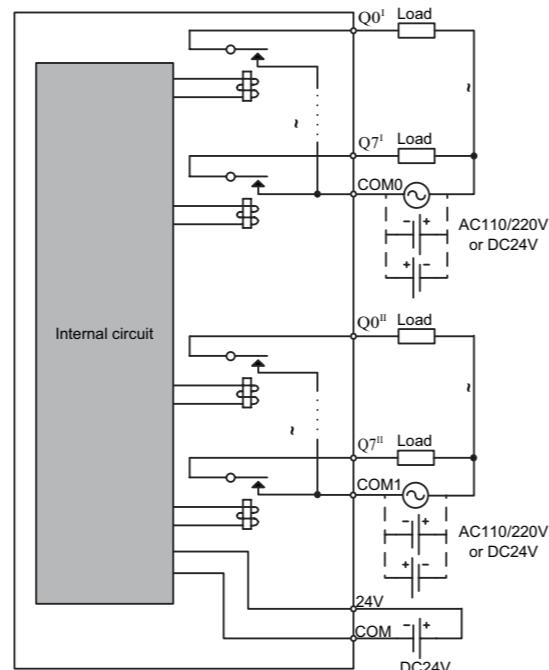 Q0ᴵ Load
Q7ᴵ Load
COM0
AC110/220V
or DC24V
Internal circuit
Q0ᴵᴵ Load
Q7ᴵᴵ Load
COM1
AC110/220V
or DC24V
24V
COM
DC24V